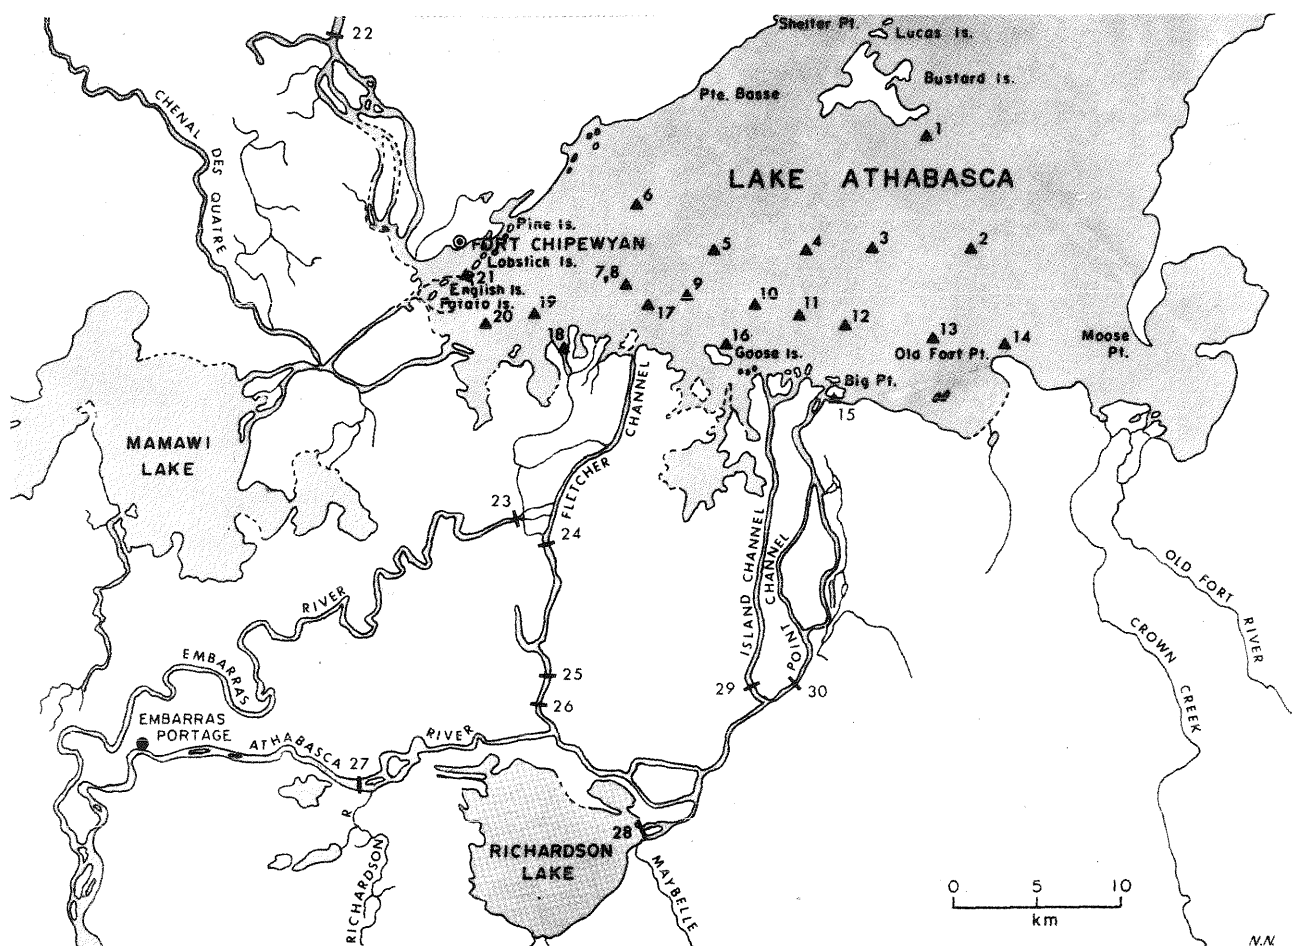 Shelter Pt.
Lucas Is.
22
Bustard Is.
Pte. Basse
CHENAL
DES QUATRE
1
LAKE ATHABASCA
6
Pine Is.
FORT CHIPEWYAN
5
4
3
2
Lobstick Is.
21
7,8
English Is.
9
Potato Is.
19
20
17
10
11
12
18
16
13
14
Goose Is.
Old Fort Pt.
Moose
Pt.
Big Pt.
15
MAMAWI
LAKE
FLETCHER
CHANNEL
23
24
ISLAND CHANNEL
POINT
CHANNEL
OLD FORT
RIVER
CROWN
CREEK
EMBARRAS
RIVER
25
26
29
30
EMBARRAS
PORTAGE
ATHABASCA
RIVER
27
RICHARDSON
R
28
RICHARDSON
LAKE
MAYBELLE
0
5
10
km
N.N.